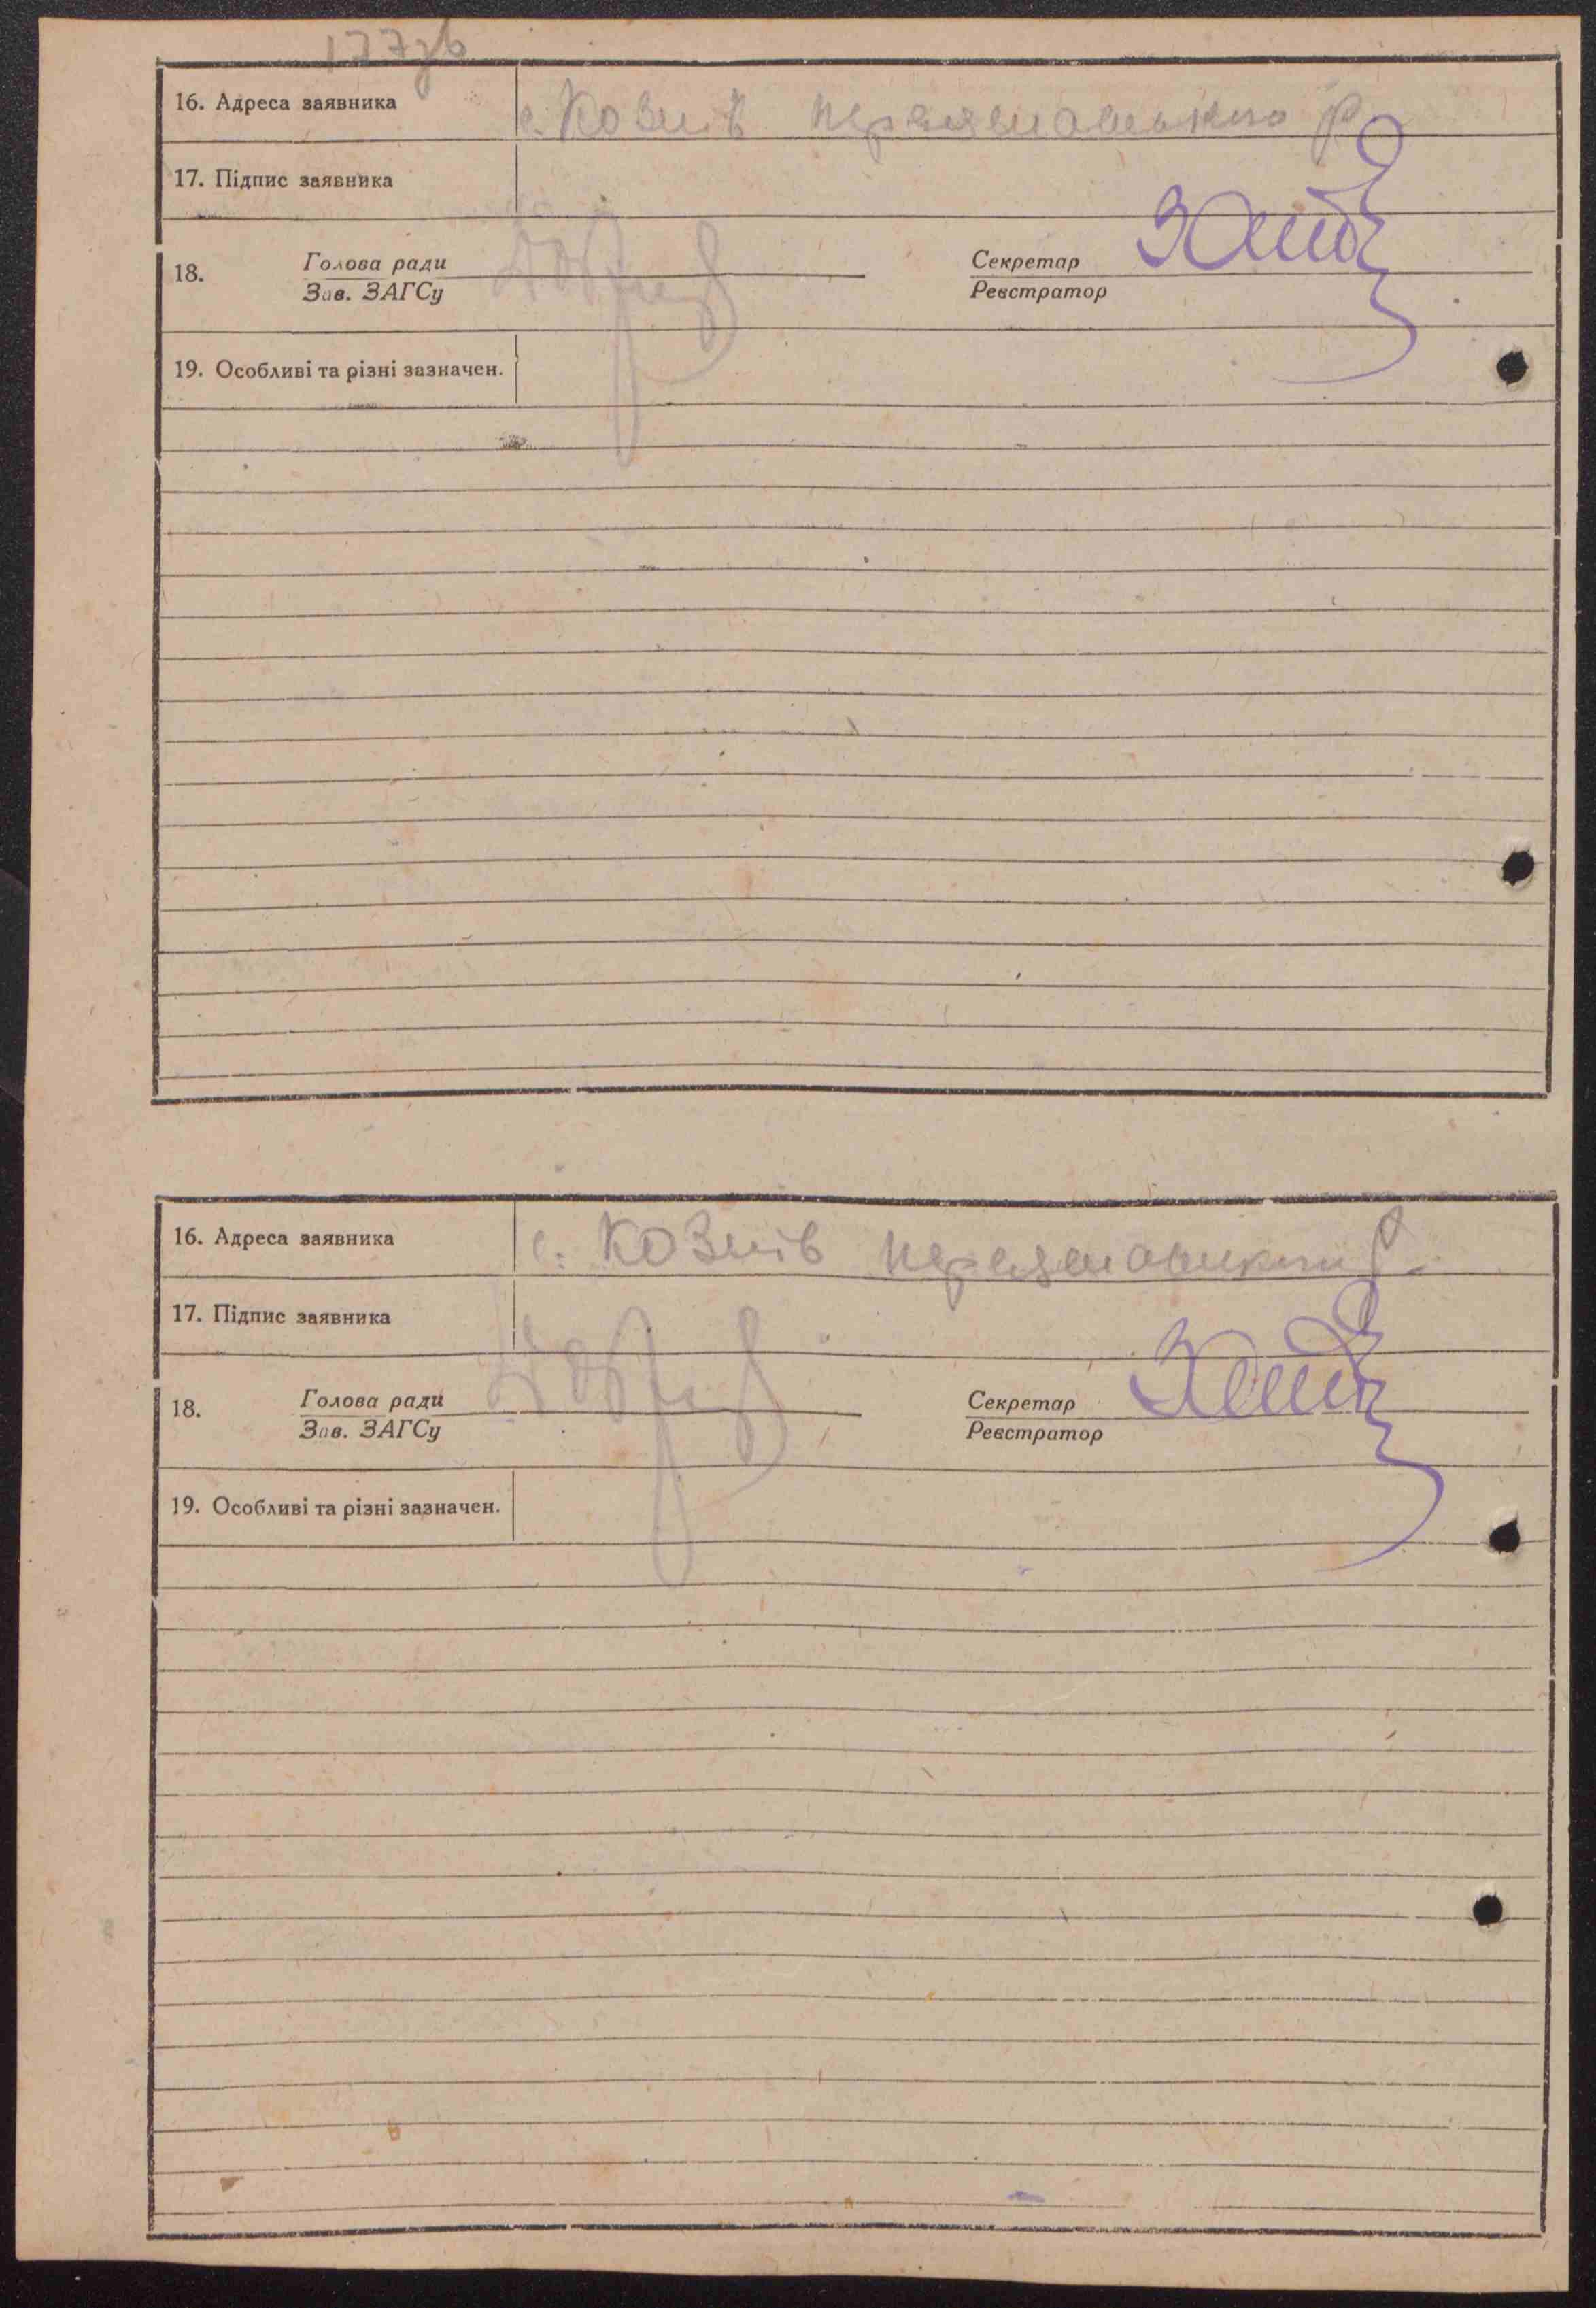 177зв
16. Адреса заявника с. Козлів Переяславського р.
17. Підпис заявника
18. Голова ради Секретар
Зав. ЗАГСу Реєстратор
19. Особливі та різні зазначен.
16. Адреса заявника с. Козлів
17. Підпис заявника
18. Голова ради Секретар
Зав. ЗАГСу Реєстратор
19. Особливі та різні зазначен.